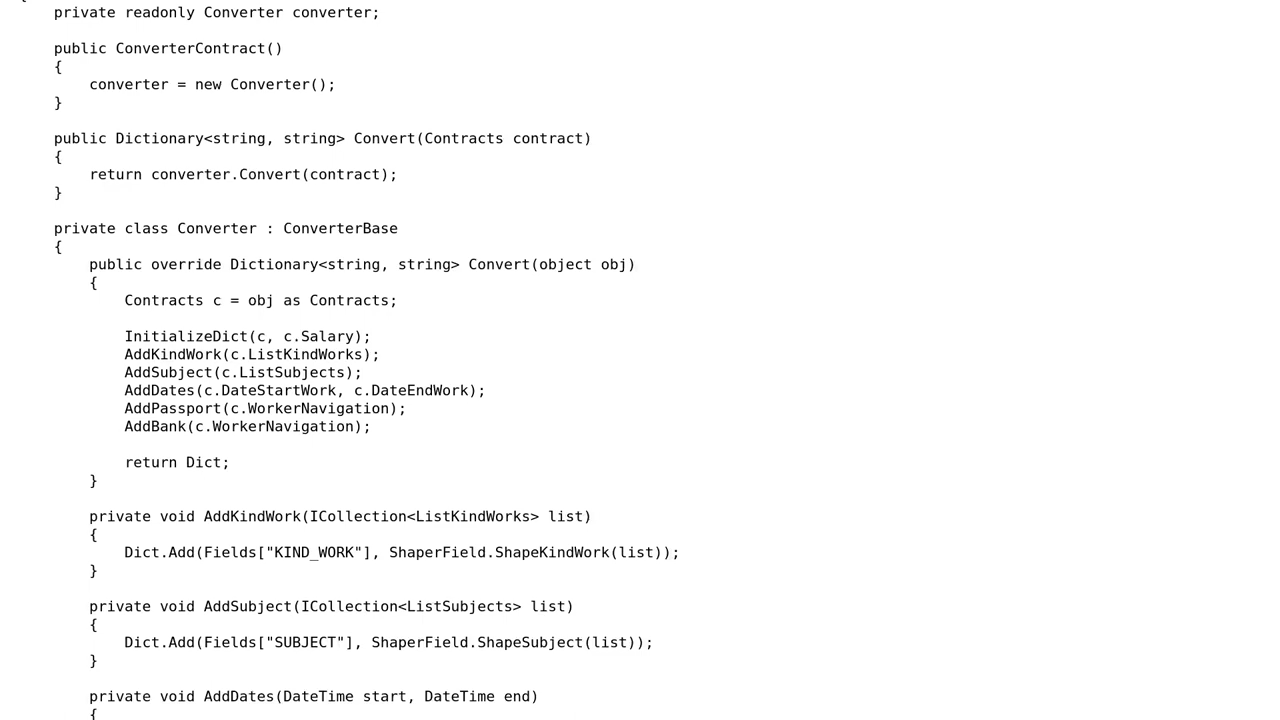 {
private readonly Converter converter;
public ConverterContract()
{
converter = new Converter();
}
public Dictionary<string, string> Convert(Contracts contract)
{
return converter.Convert(contract);
}
private class Converter : ConverterBase
{
public override Dictionary<string, string> Convert(object obj)
{
Contracts c = obj as Contracts;
InitializeDict(c, c.Salary);
AddKindWork(c.ListKindWorks);
AddSubject(c.ListSubjects);
AddDates(c.DateStartWork, c.DateEndWork);
AddPassport(c.WorkerNavigation);
AddBank(c.WorkerNavigation);
return Dict;
}
private void AddKindWork(ICollection<ListKindWorks> list)
{
Dict.Add(Fields["KIND_WORK"], ShaperField.ShapeKindWork(list));
}
private void AddSubject(ICollection<ListSubjects> list)
{
Dict.Add(Fields["SUBJECT"], ShaperField.ShapeSubject(list));
}
private void AddDates(DateTime start, DateTime end)
{